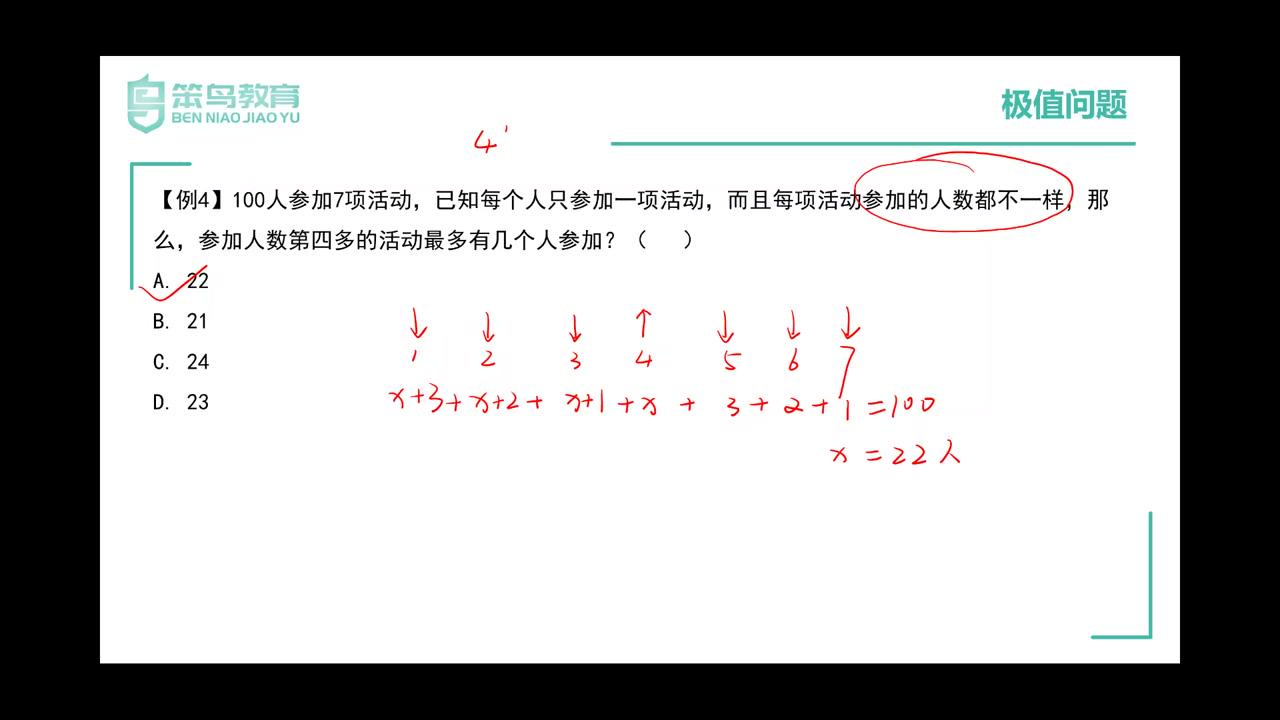 笨鸟教育
BEN NIAO JIAO YU
极值问题
4'
【例4】100人参加7项活动，已知每个人只参加一项活动，而且每项活动参加的人数都不一样，那
么，参加人数第四多的活动最多有几个人参加？（ ）
A. 22
B. 21
C. 24
D. 23
↓ ↓ ↓ ↑ ↓ ↓ ↓
1 2 3 4 5 6 7
x+3+x+2+x+1+x+3+2+1=100
x=22人